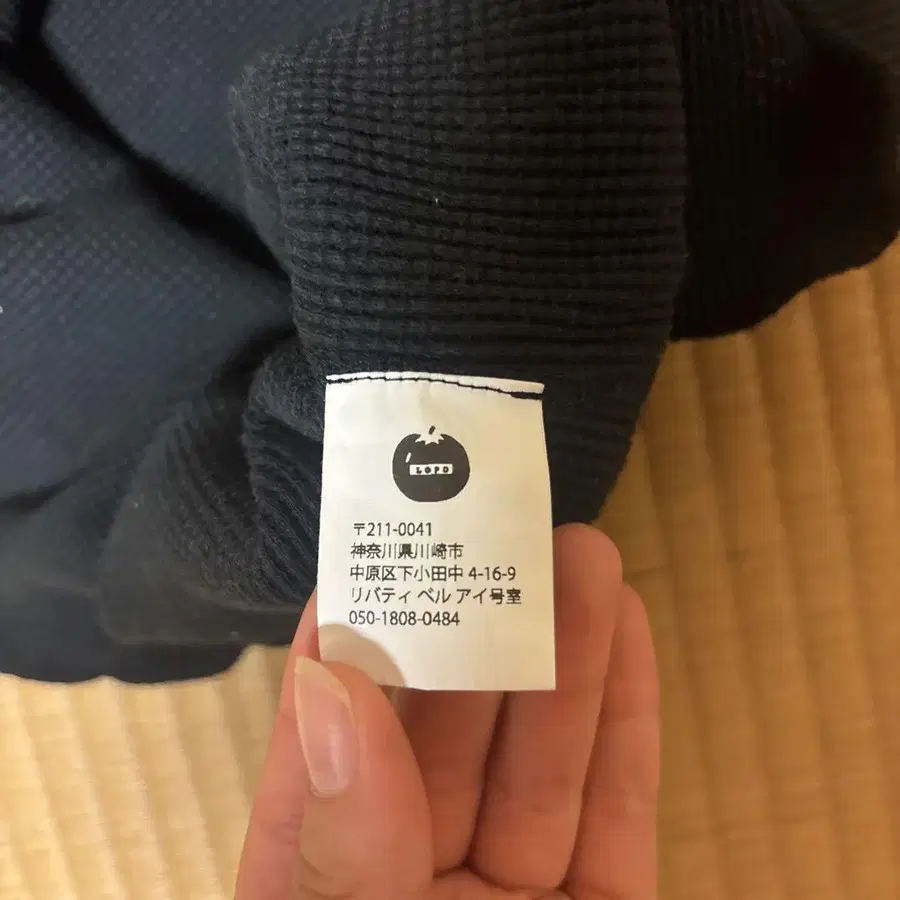 LOPO
〒211-0041
神奈川県川崎市
中原区下小田中 4-16-9
リバティ ベル アイ号室
050-1808-0484